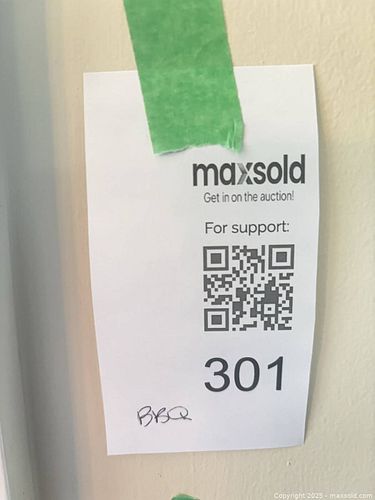 maxsold
Get in on the auction!
For support:
301
BBQ
Copyright 2025 - maxsold.com